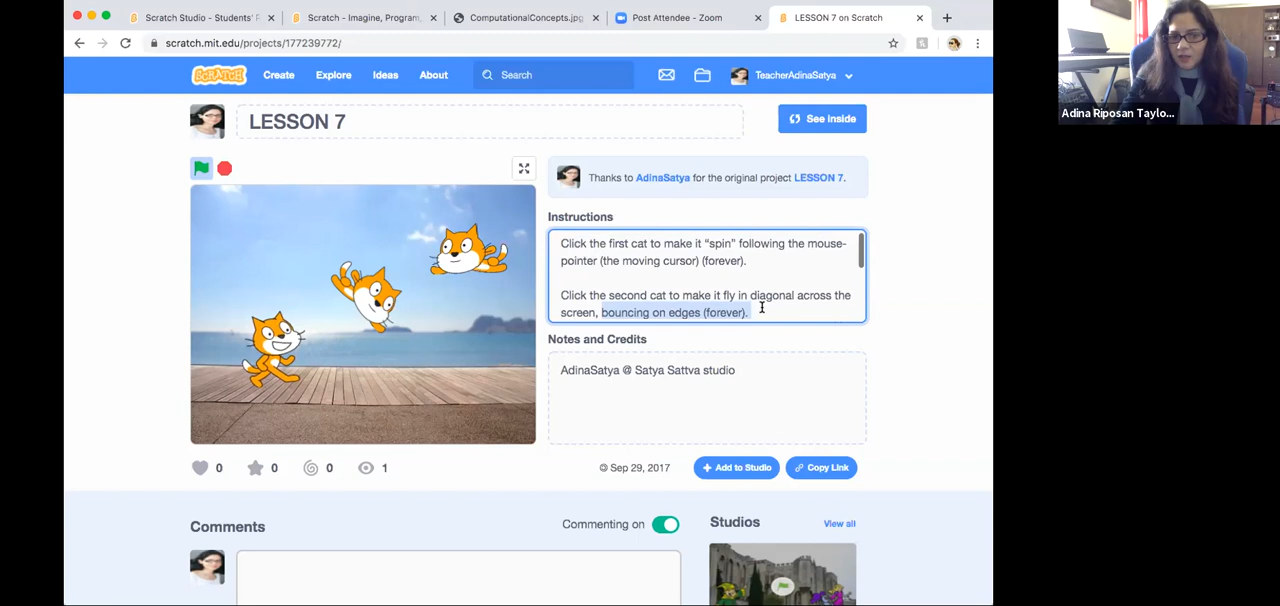 Scratch Studio - Students' F
Scratch - Imagine, Program,
ComputationalConcepts.jpg
Post Attendee - Zoom
LESSON 7 on Scratch
scratch.mit.edu/projects/177239772/
SCRATCH
Create
Explore
Ideas
About
Search
TeacherAdinaSatya
LESSON 7
See inside
Thanks to AdinaSatya for the original project LESSON 7.
Instructions
Click the first cat to make it “spin” following the mouse-
pointer (the moving cursor) (forever).
Click the second cat to make it fly in diagonal across the
screen, bouncing on edges (forever).
Notes and Credits
AdinaSatya @ Satya Sattva studio
0
0
0
1
© Sep 29, 2017
Add to Studio
Copy Link
Comments
Commenting on
Studios
View all
Adina Riposan Taylo...